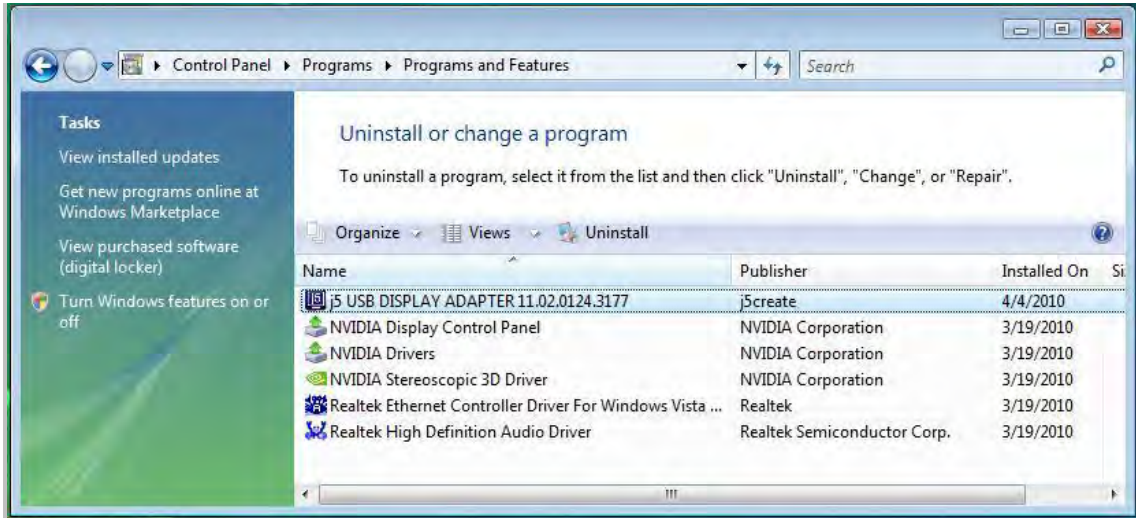 Control Panel Programs Programs and Features Search
Tasks
View installed updates
Get new programs online at
Windows Marketplace
View purchased software
(digital locker)
Turn Windows features on or
off
Uninstall or change a program
To uninstall a program, select it from the list and then click "Uninstall", "Change", or "Repair".
Organize Views Uninstall
Name Publisher Installed On Si
j5 USB DISPLAY ADAPTER 11.02.0124.3177 j5create 4/4/2010
NVIDIA Display Control Panel NVIDIA Corporation 3/19/2010
NVIDIA Drivers NVIDIA Corporation 3/19/2010
NVIDIA Stereoscopic 3D Driver NVIDIA Corporation 3/19/2010
Realtek Ethernet Controller Driver For Windows Vista ... Realtek 3/19/2010
Realtek High Definition Audio Driver Realtek Semiconductor Corp. 3/19/2010